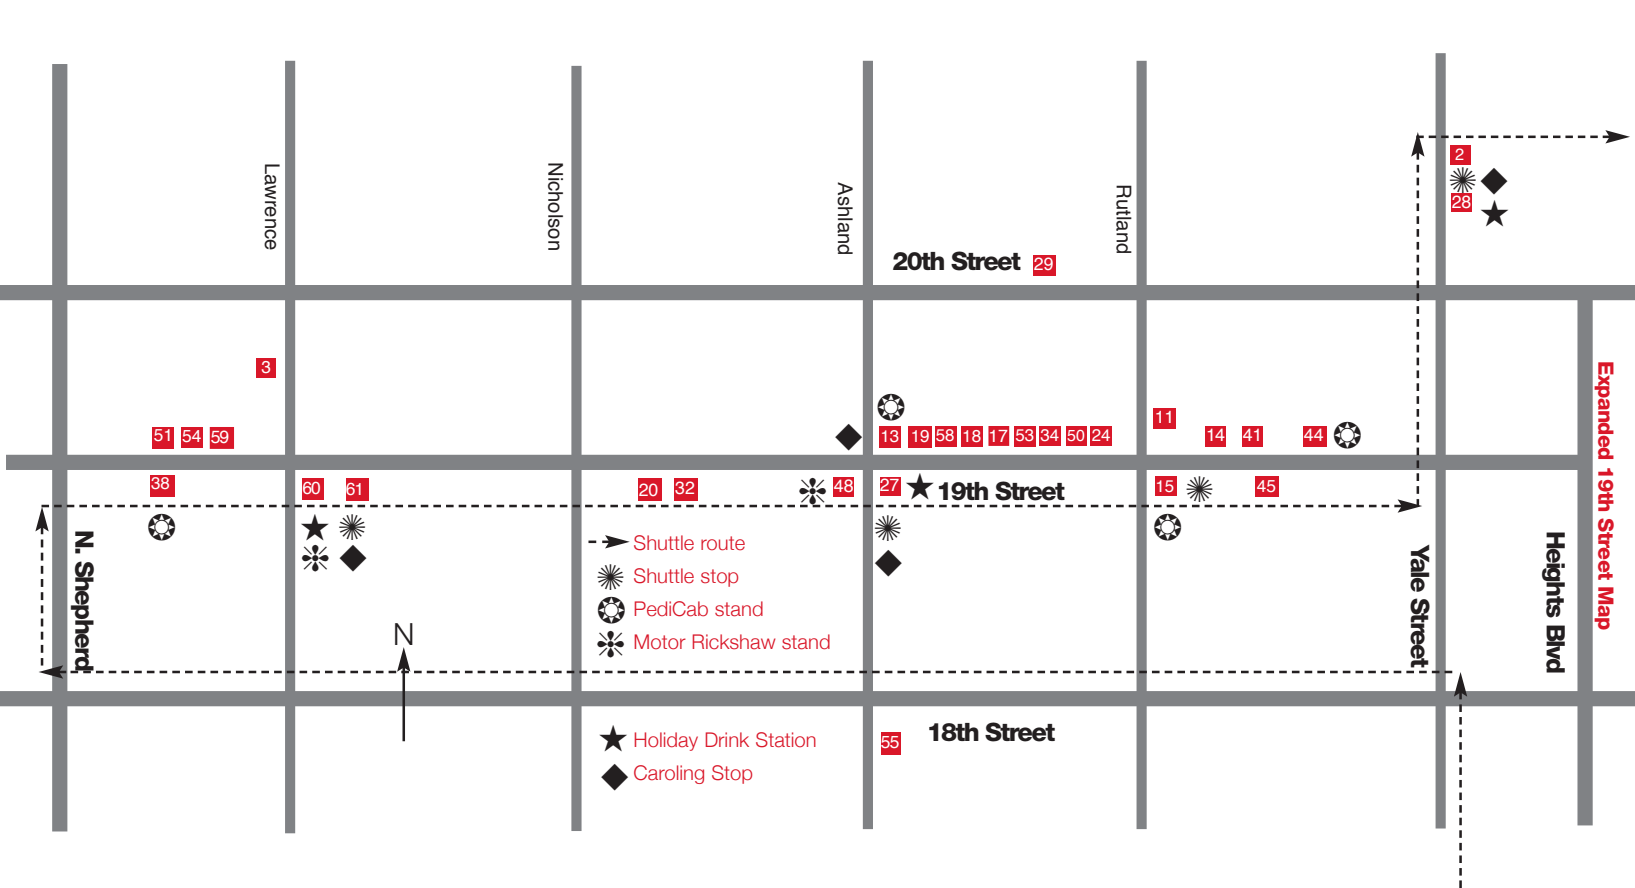 Lawrence
Nicholson
Ashland
Rutland
2
28
20th Street
29
3
11
51
54
59
13
19
58
18
17
53
34
50
24
14
41
44
38
60
61
20
32
48
27
19th Street
15
45
N. Shepherd
Shuttle route
Shuttle stop
PediCab stand
Motor Rickshaw stand
N
Yale Street
Heights Blvd
Expanded 19th Street Map
Holiday Drink Station
Caroling Stop
55
18th Street